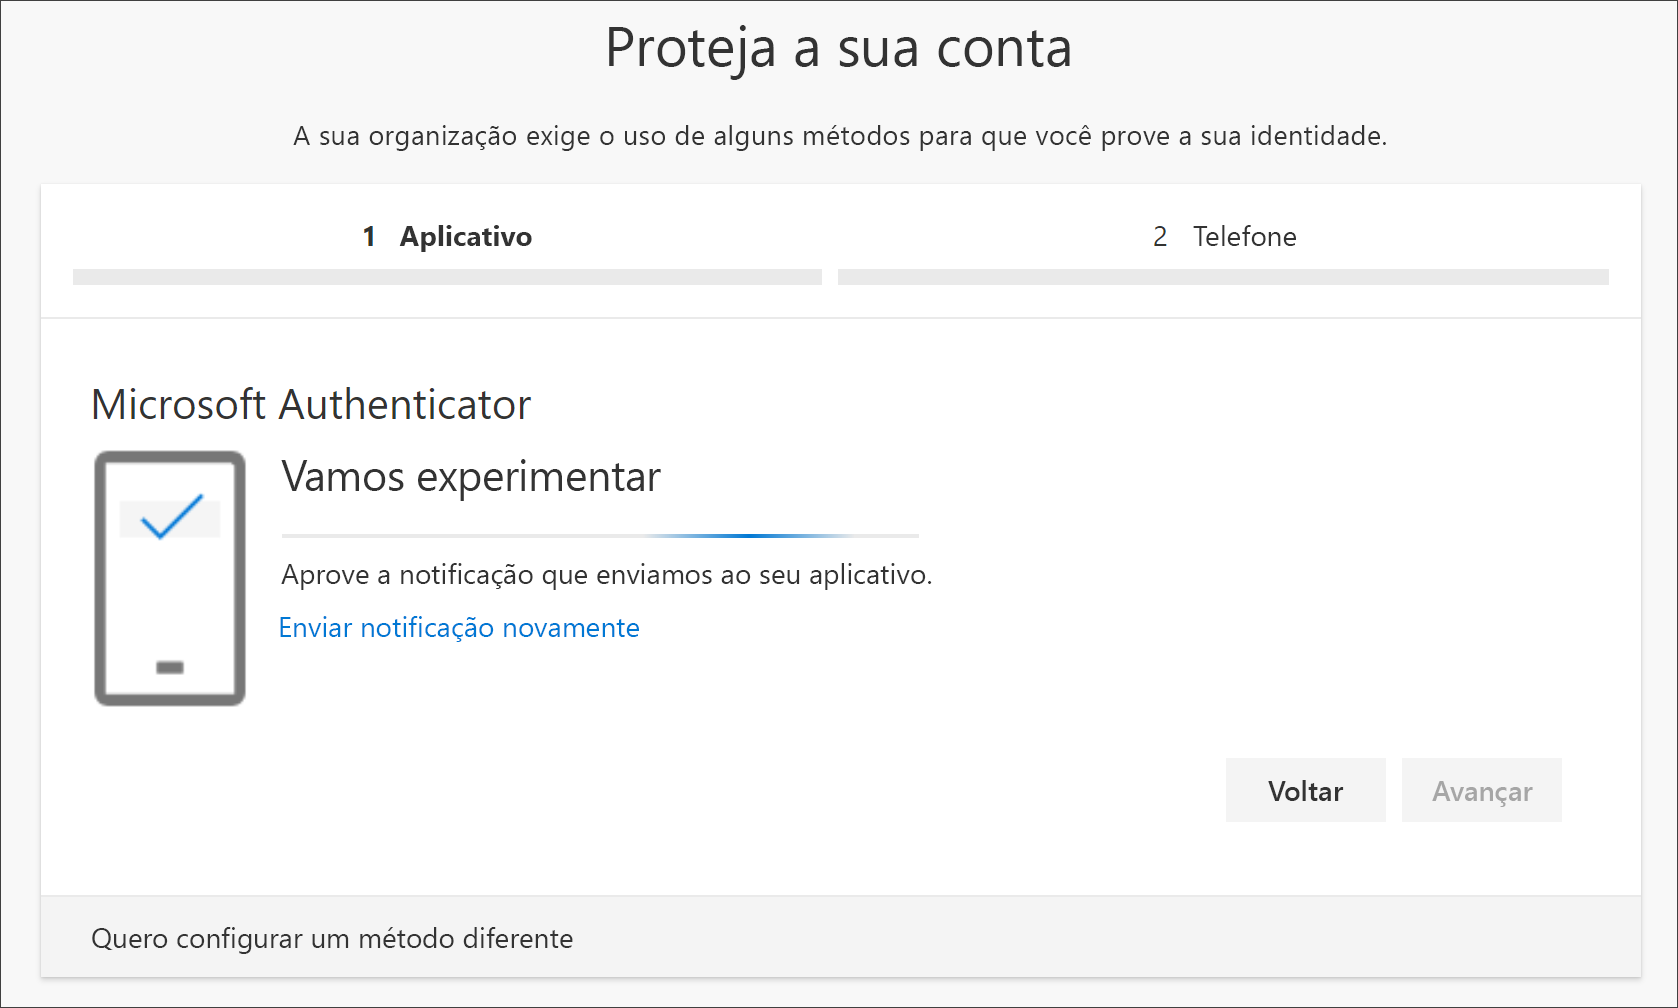 Proteja a sua conta
A sua organização exige o uso de alguns métodos para que você prove a sua identidade.
1 Aplicativo
2 Telefone
Microsoft Authenticator
Vamos experimentar
Aprove a notificação que enviamos ao seu aplicativo.
Enviar notificação novamente
Voltar
Avançar
Quero configurar um método diferente